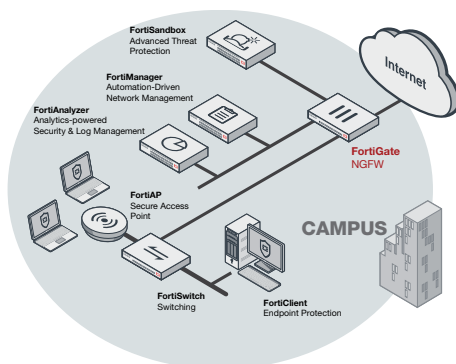 FortiSandbox
Advanced Threat
Protection
Internet
FortiManager
Automation-Driven
Network Management
FortiAnalyzer
Analytics-powered
Security & Log Management
FortiGate
NGFW
FortiAP
Secure Access
Point
CAMPUS
FortiSwitch
Switching
FortiClient
Endpoint Protection